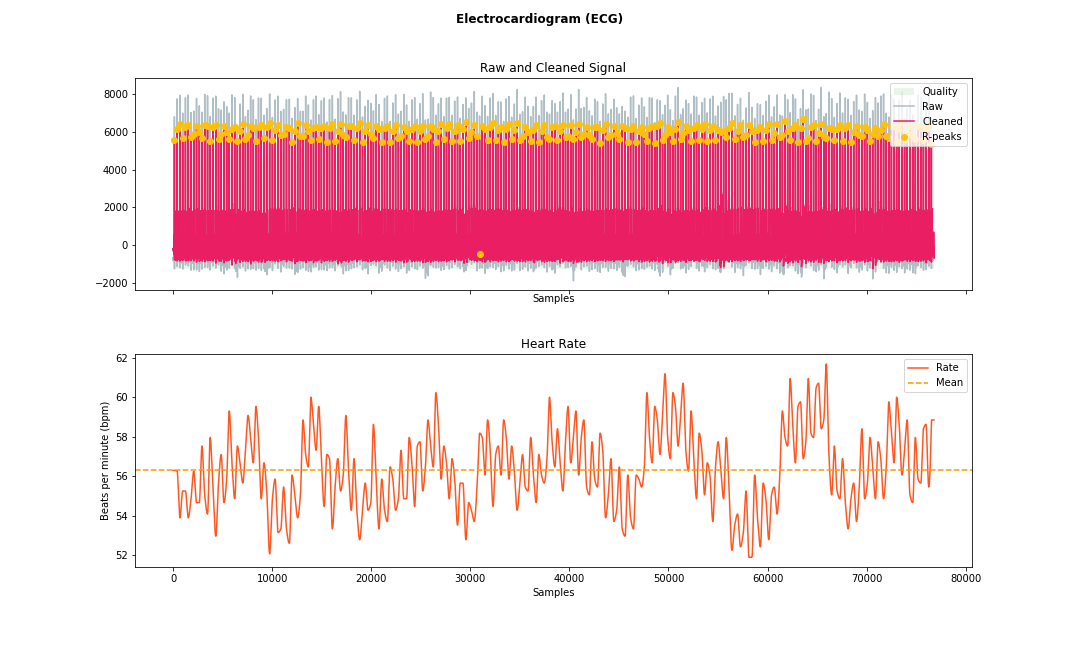 Electrocardiogram (ECG)
Raw and Cleaned Signal
8000
6000
4000
2000
0
−2000
Quality
Raw
Cleaned
R-peaks
Samples
Heart Rate
Beats per minute (bpm)
62
60
58
56
54
52
Rate
Mean
0 10000 20000 30000 40000 50000 60000 70000 80000
Samples